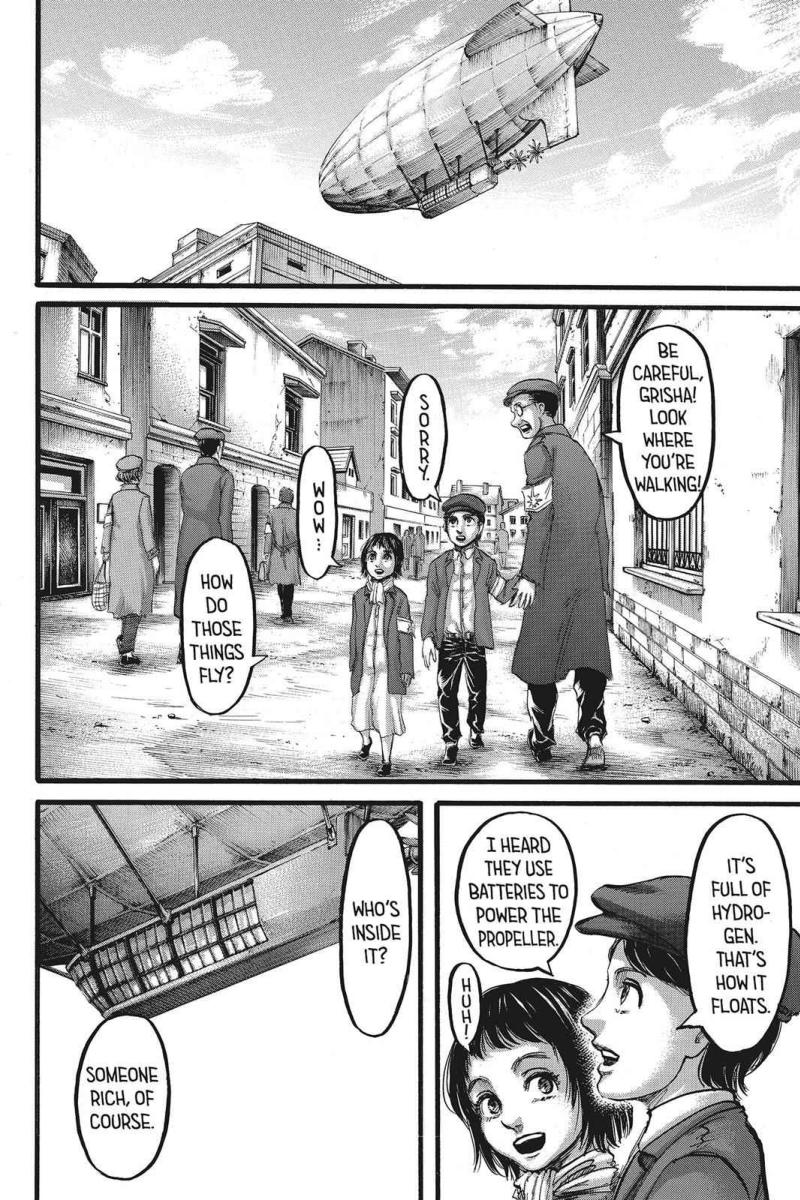 BE
CAREFUL,
GRISHA!
LOOK
WHERE
YOU'RE
WALKING!
SORRY.
WOW...
HOW
DO
THOSE
THINGS
FLY?
IT'S
FULL OF
HYDRO-
GEN.
THAT'S
HOW IT
FLOATS.
I HEARD
THEY USE
BATTERIES TO
POWER THE
PROPELLER.
HUH!
WHO'S
INSIDE
IT?
SOMEONE
RICH, OF
COURSE.